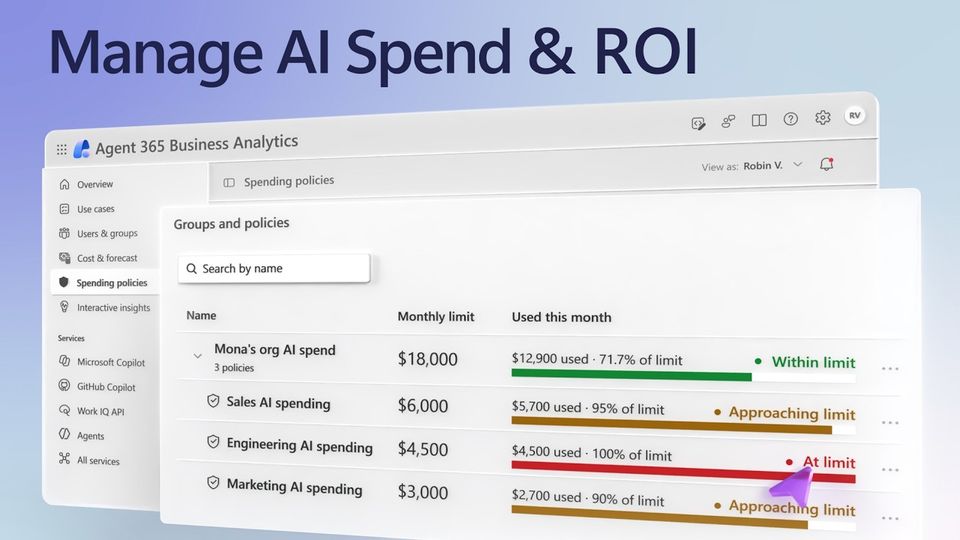 Manage AI Spend & ROI
Agent 365 Business Analytics
RV
Overview
Use cases
Users & groups
Cost & forecast
Spending policies
Interactive insights
Services
Microsoft Copilot
GitHub Copilot
Work IQ API
Agents
All services
Spending policies
View as: Robin V.
Groups and policies
Search by name
Name Monthly limit Used this month
Mona's org AI spend
3 policies
$18,000
$12,900 used · 71.7% of limit
Within limit
Sales AI spending
$6,000
$5,700 used · 95% of limit
Approaching limit
Engineering AI spending
$4,500
$4,500 used · 100% of limit
At limit
Marketing AI spending
$3,000
$2,700 used · 90% of limit
Approaching limit